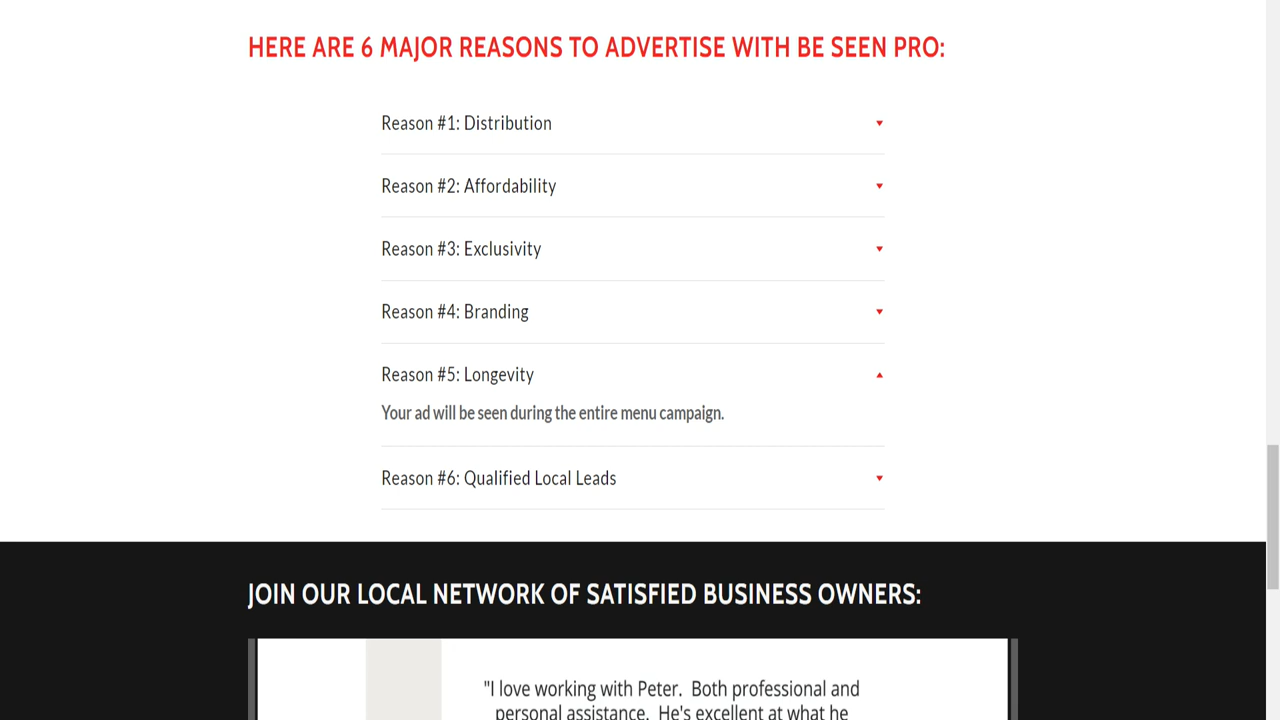 HERE ARE 6 MAJOR REASONS TO ADVERTISE WITH BE SEEN PRO:
Reason #1: Distribution
Reason #2: Affordability
Reason #3: Exclusivity
Reason #4: Branding
Reason #5: Longevity
Your ad will be seen during the entire menu campaign.
Reason #6: Qualified Local Leads
JOIN OUR LOCAL NETWORK OF SATISFIED BUSINESS OWNERS:
"I love working with Peter.  Both professional and
personal assistance.  He's excellent at what he